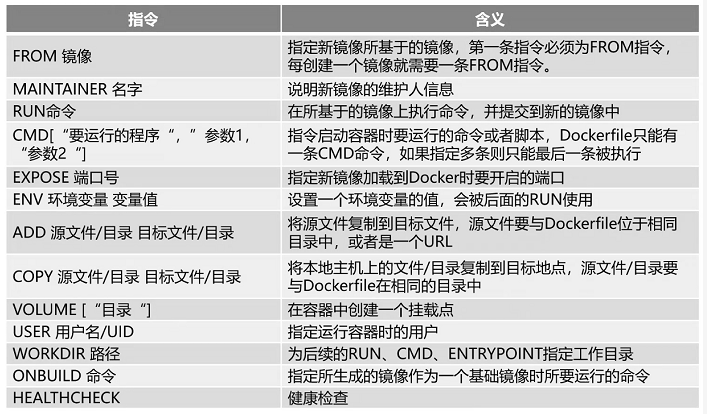 指令 含义
FROM 镜像 指定新镜像所基于的镜像，第一条指令必须为FROM指令，
每创建一个镜像就需要一条FROM指令。
MAINTAINER 名字 说明新镜像的维护人信息
RUN命令 在所基于的镜像上执行命令，并提交到新的镜像中
CMD[“要运行的程序“，”参数1， 指令启动容器时要运行的命令或者脚本，Dockerfile只能有
“参数2“] 一条CMD命令，如果指定多条则只能最后一条被执行
EXPOSE 端口号 指定新镜像加载到Docker时要开启的端口
ENV 环境变量 变量值 设置一个环境变量的值，会被后面的RUN使用
ADD 源文件/目录 目标文件/目录 将源文件复制到目标文件，源文件要与Dockerfile位于相同
目录中，或者是一个URL
COPY 源文件/目录 目标文件/目录 将本地主机上的文件/目录复制到目标地点，源文件/目录要
与Dockerfile在相同的目录中
VOLUME [“目录“] 在容器中创建一个挂载点
USER 用户名/UID 指定运行容器时的用户
WORKDIR 路径 为后续的RUN、CMD、ENTRYPOINT指定工作目录
ONBUILD 命令 指定所生成的镜像作为一个基础镜像时所要运行的命令
HEALTHCHECK 健康检查